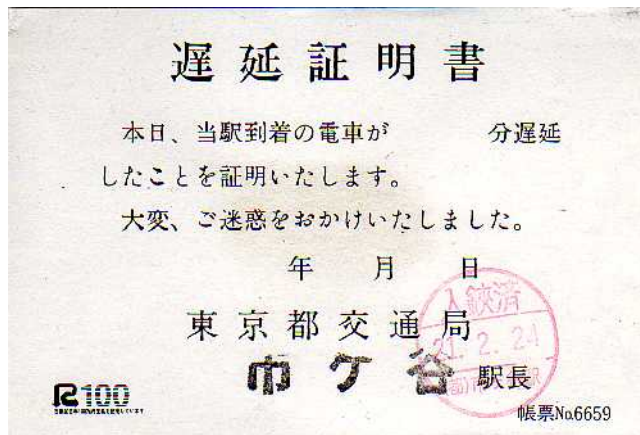 遅延証明書
本日、当駅到着の電車が 分遅延
したことを証明いたします。
大変、ご迷惑をおかけいたしました。
年 月 日
東京都交通局
市ケ谷 駅長
入鋏済
21. 2. 24
R100
帳票No.6659